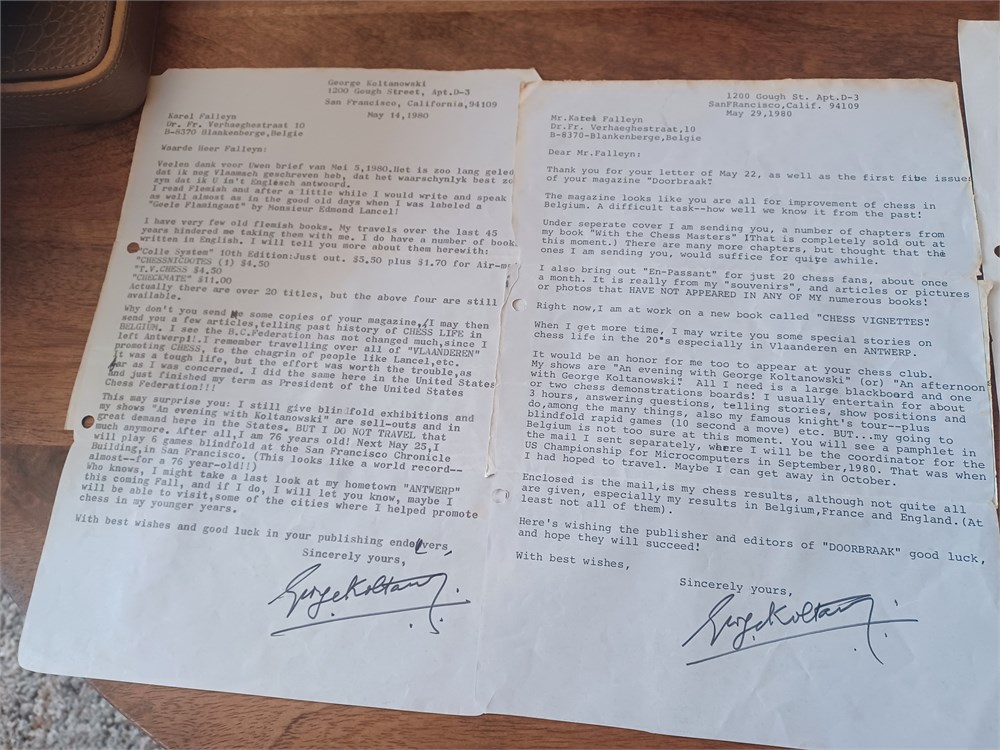 George Koltanowski
1200 Gough Street, Apt.D-3
San Francisco, California,94109
May 14,1980
Karel Falleyn
Dr. Fr. Verhaeghestraat 10
B-8370 Blankenberge,Belgie
Waarde Heer Falleyn:
Veelen dank voor Uwen brief van Mei 5,1980.Het is zoo lang geled
dat ik nog Vlaamsch geschreven heb, dat het waarschynlyk best zo
zyn dat ik U in't Englesch antwoord.
I read Flemish and after a little while I would write and speak
as well almost as in the good old days when I was labeled a
"Geele Flamingant" by Monsieur Edmond Lancel!
I have very few old flemish books. My travels over the last 45
years hindered me taking them with me. I do have a number of book
written in English. I will tell you more about them herewith:
"Colle System" 10th Edition:Just out. $5.50 plus $1.70 for Air-m
"CHESSNICDOTES (1) $4.50
"T.V.CHESS $4.50
"CHECKMATE" $11.00
Actually there are over 20 titles, but the above four are still
available.
Why don't you send me some copies of your magazine,(I may then
send you a few articles,telling past history of CHESS LIFE in
BELGIUM. I see the B.C.Federation has not changed much,since I
left Antwerp!!.I remember travelling over all of "VLAANDEREN"
promoting CHESS, to the chagrin of people like Lancel,etc.
It was a tough life, but the effort was worth the trouble,as
far as I was concerned. I did the same here in the United States
and just finished my term as President of the United States
Chess Federation!!!
This may surprise you: I still give blindfold exhibitions and
my shows "An evening with Koltanowski" are sell-outs and in
great demand here in the States. BUT I DO NOT TRAVEL that
much anymore. After all,I am 76 years old! Next May 25,I
will play 6 games blindfold at the San Francisco Chronicle
Building,in San Francisco. (This looks like a world record--
almost--for a 76 year-old!!)
Who knows, I might take a last look at my hometown "ANTWERP"
this coming Fall, and if I do, I will let you know, maybe I
will be able to visit,some of the cities where I helped promote
chess in my younger years.
With best wishes and good luck in your publishing endeavers,
Sincerely yours,
George Koltanowski
1200 Gough St. Apt.D-3
SanFRancisco,Calif. 94109
May 29,1980
Mr.Karel Falleyn
Dr.Fr. Verhaeghestraat,10
B-8370-Blankenberge,Belgie
Dear Mr.Falleyn:
Thank you for your letter of May 22, as well as the first five issues
of your magazine "Doorbraak"
The magazine looks like you are all for improvement of chess in
Belgium. A difficult task--how well we know it from the past!
Under seperate cover I am sending you, a number of chapters from
my book "With the Chess Masters" !That is completely sold out at
this moment.) There are many more chapters, but thought that the
ones I am sending you, would suffice for quite awhile.
I also bring out "En-Passant" for just 20 chess fans, about once
a month. It is really from my "souvenirs", and articles or pictures
or photos that HAVE NOT APPEARED IN ANY OF MY numerous books!
Right now,I am at work on a new book called "CHESS VIGNETTES"
When I get more time, I may write you some special stories on
chess life in the 20's especially in Vlaanderen en ANTWERP.
It would be an honor for me too appear at your chess club.
My shows are "An evening with George Koltanowski" (or) "An afternoon
with George Koltanowski" All I need is a large blackboard and one
or two chess demonstrations boards! I usually entertain for about
3 hours, answering questions, telling stories, show positions and
do,among the many things, also my famous knight's tour--plus
blindfold rapid games (10 second a move) etc. BUT...my going to
Belgium is not too sure at this moment. You will see a pamphlet in
the mail I sent separately, where I will be the coordinator for the
US Championship for Microcomputers in September,1980. That was when
I had hoped to travel. Maybe I can get away in October.
Enclosed is the mail,is my chess results, although not quite all
are given, especially my results in Belgium,France and England.(At
least not all of them).
Here's wishing the publisher and editors of "DOORBRAAK" good luck,
and hope they will succeed!
With best wishes,
Sincerely yours,
George Koltanowski